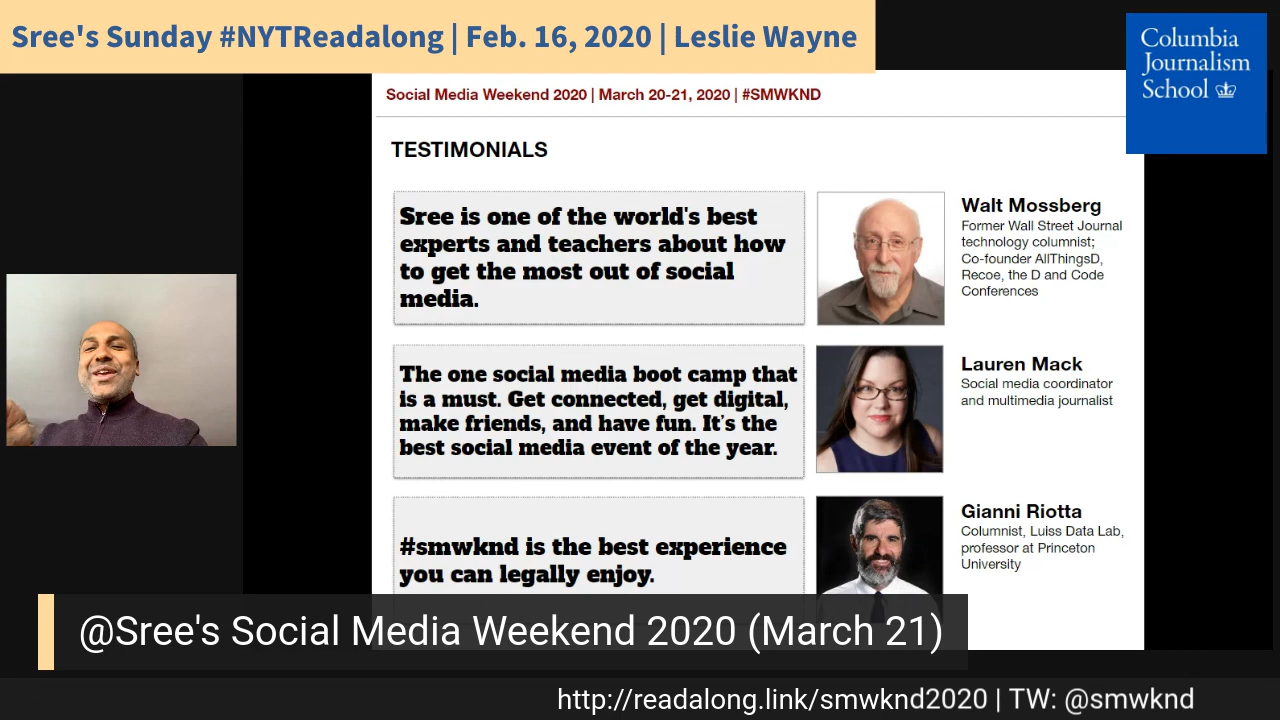 Sree's Sunday #NYTReadalong | Feb. 16, 2020 | Leslie Wayne
Columbia
Journalism
School
Social Media Weekend 2020 | March 20-21, 2020 | #SMWKND
TESTIMONIALS
Sree is one of the world's best
experts and teachers about how
to get the most out of social
media.
Walt Mossberg
Former Wall Street Journal
technology columnist;
Co-founder AllThingsD,
Recoe, the D and Code
Conferences
The one social media boot camp that
is a must. Get connected, get digital,
make friends, and have fun. It's the
best social media event of the year.
Lauren Mack
Social media coordinator
and multimedia journalist
#smwknd is the best experience
you can legally enjoy.
Gianni Riotta
Columnist, Luiss Data Lab,
professor at Princeton
University
@Sree's Social Media Weekend 2020 (March 21)
http://readalong.link/smwknd2020 | TW: @smwknd